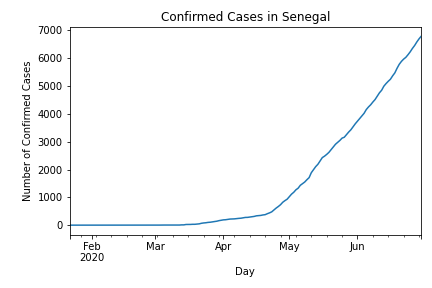 Confirmed Cases in Senegal
Number of Confirmed Cases
7000
6000
5000
4000
3000
2000
1000
0
Feb Mar Apr May Jun
2020
Day